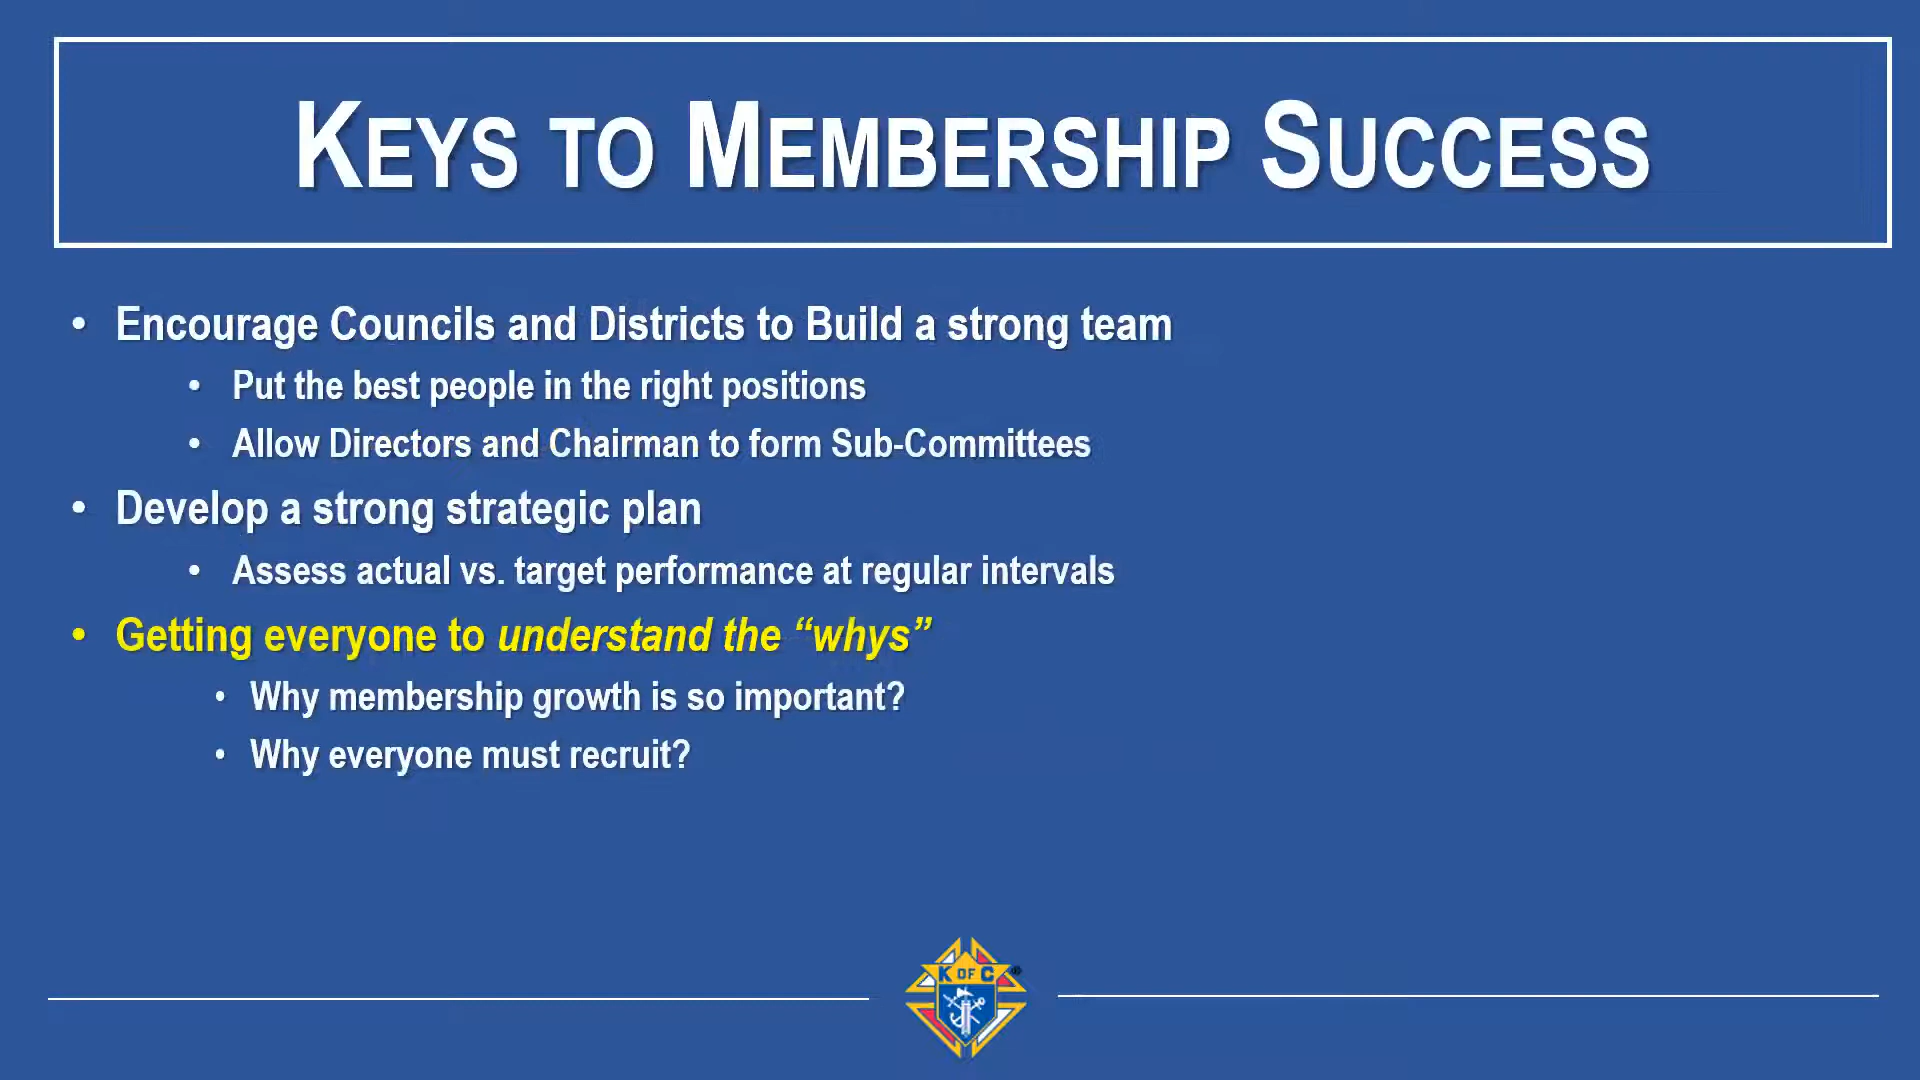 KEYS TO MEMBERSHIP SUCCESS
• Encourage Councils and Districts to Build a strong team
• Put the best people in the right positions
• Allow Directors and Chairman to form Sub-Committees
• Develop a strong strategic plan
• Assess actual vs. target performance at regular intervals
• Getting everyone to understand the “whys”
• Why membership growth is so important?
• Why everyone must recruit?
K OF C ®